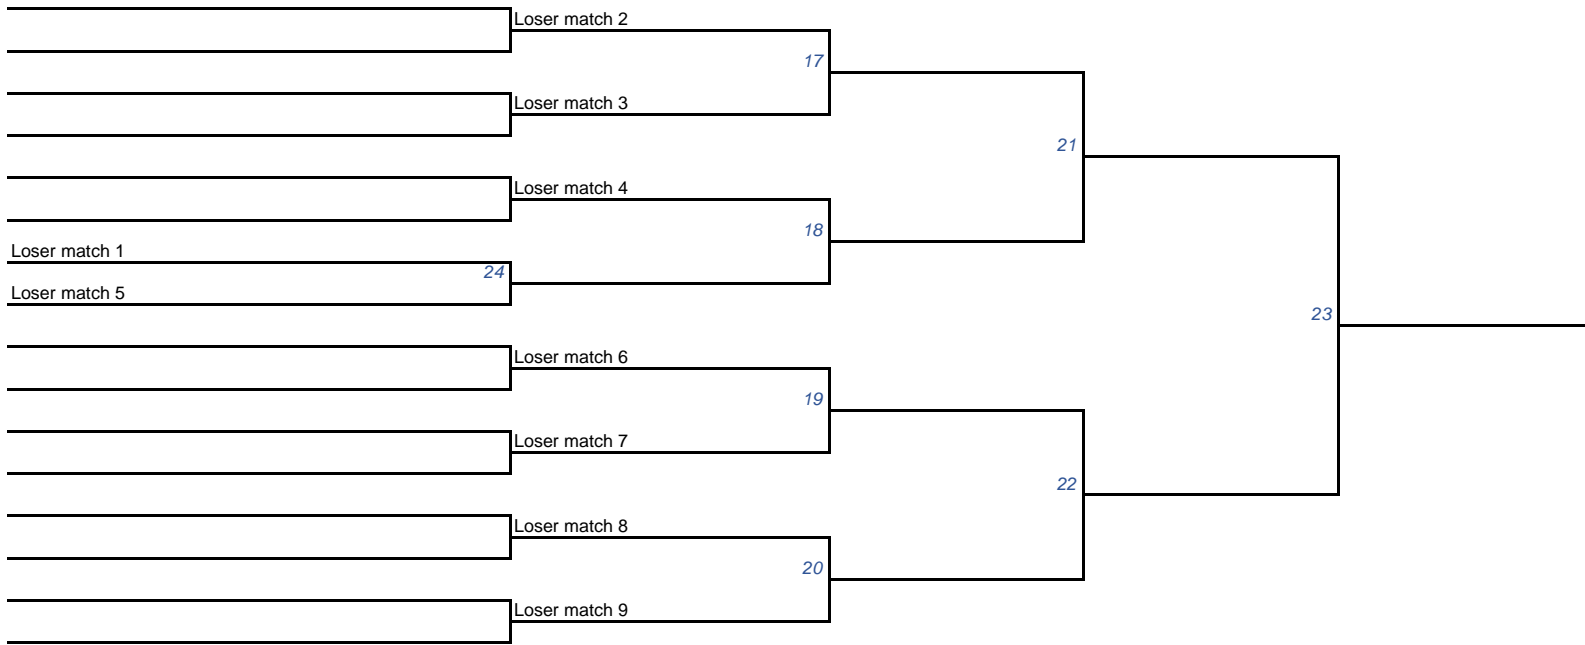 Loser match 2
17
Loser match 3
21
Loser match 4
18
Loser match 1
24
Loser match 5
23
Loser match 6
19
Loser match 7
22
Loser match 8
20
Loser match 9